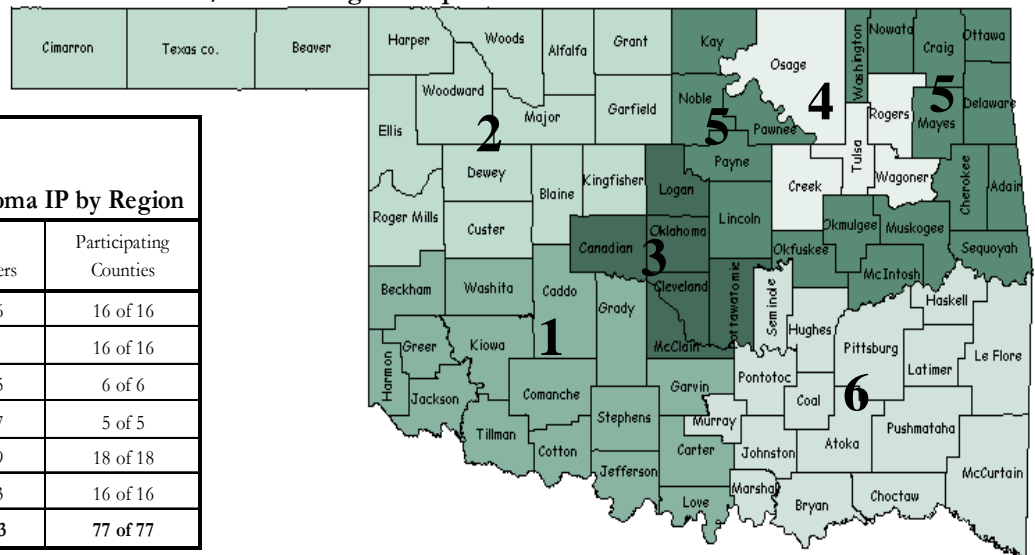 oma IP by Region
Participating
Counties
ers
6 16 of 16
16 of 16
5 6 of 6
7 5 of 5
9 18 of 18
3 16 of 16
3 77 of 77
Cimarron
Texas co.
Beaver
Harper
Woods
Alfalfa
Grant
Kay
Osage
Washington
Nowata
Craig
Ottawa
Ellis
Woodward
Major
Garfield
Noble
Pawnee
Rogers
Mayes
Delaware
2
5
4
5
Dewey
Blaine
Kingfisher
Logan
Payne
Creek
Tulsa
Wagoner
Cherokee
Adair
Roger Mills
Custer
Canadian
Oklahoma
Lincoln
Okfuskee
Okmulgee
Muskogee
Sequoyah
3
Beckham
Washita
Caddo
Grady
Cleveland
ottawatomie
Seminole
Hughes
McIntosh
Haskell
1
Harmon
Greer
Kiowa
McClain
Pontotoc
Pittsburg
Latimer
Le Flore
Jackson
Comanche
Garvin
Coal
6
Tillman
Stephens
Murray
Atoka
Pushmataha
Cotton
Carter
Johnston
McCurtain
Jefferson
Love
Marshal
Bryan
Choctaw